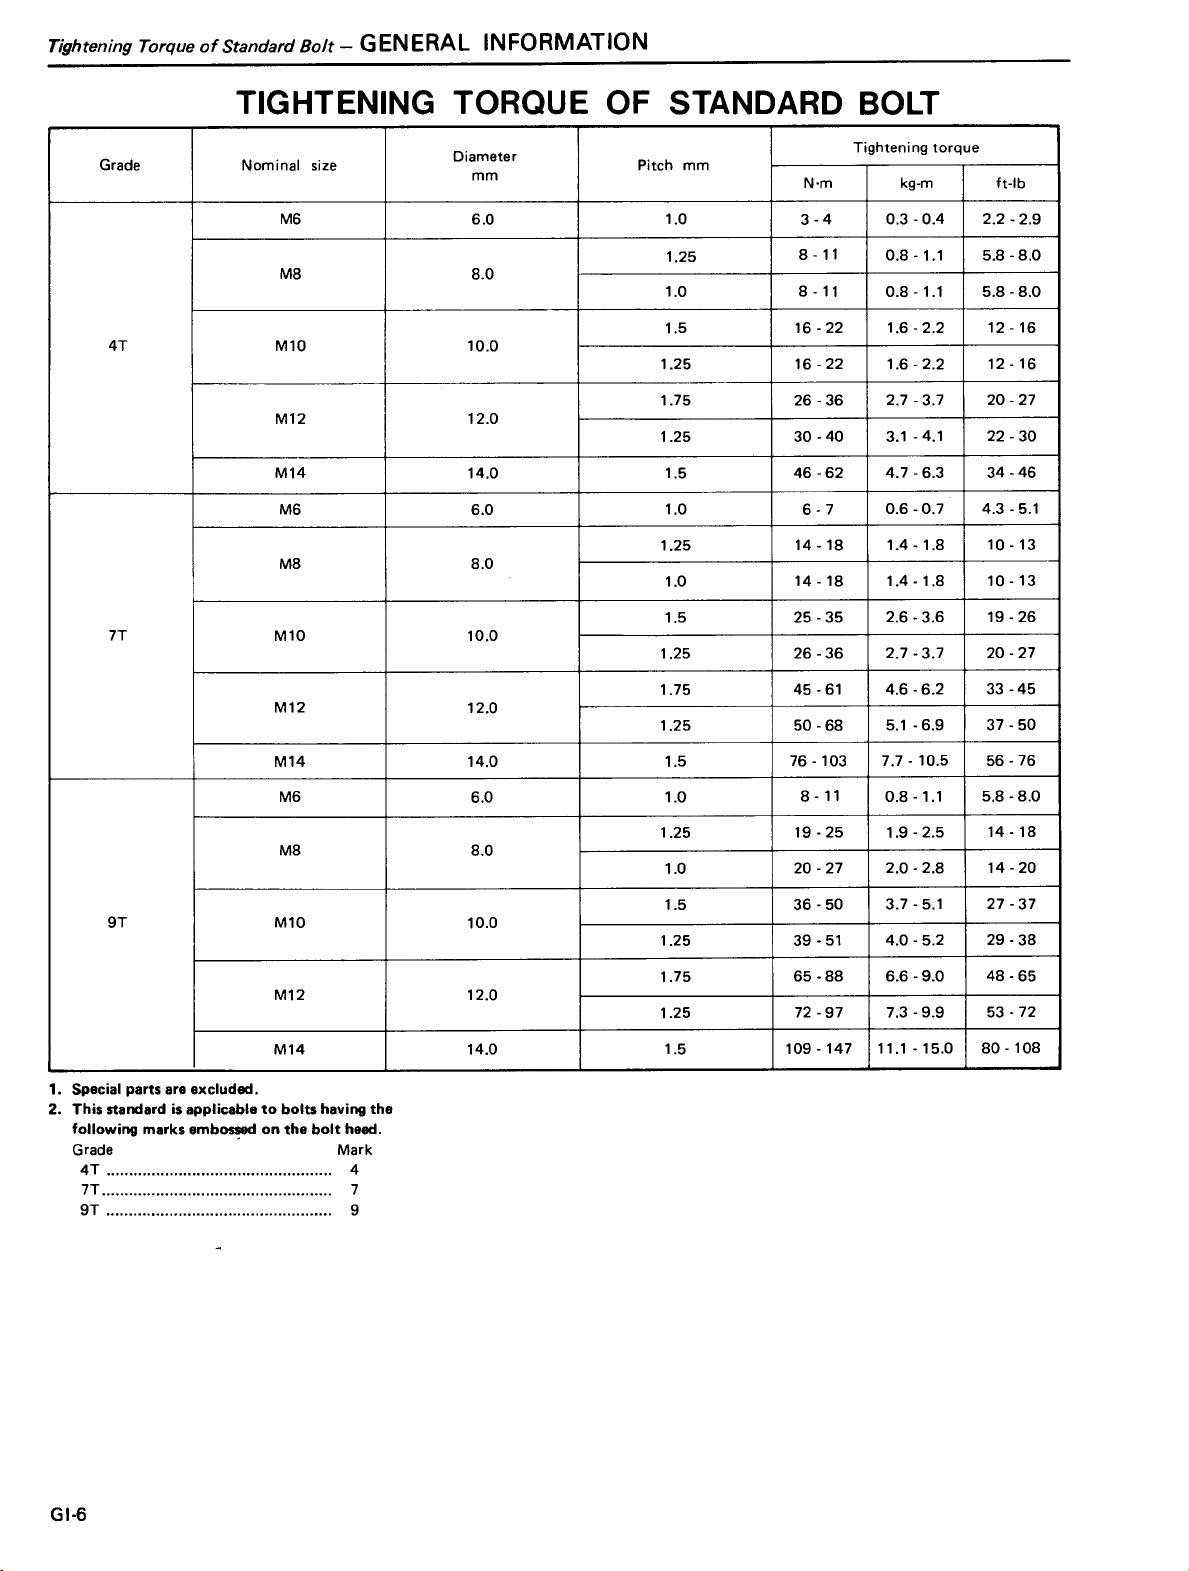 Tightening Torque of Standard Bolt – GENERAL INFORMATION
TIGHTENING TORQUE OF STANDARD BOLT
Grade Nominal size Diameter mm Pitch mm Tightening torque
N·m kg-m ft-lb
4T M6 6.0 1.0 3 - 4 0.3 - 0.4 2.2 - 2.9
M8 8.0 1.25 8 - 11 0.8 - 1.1 5.8 - 8.0
1.0 8 - 11 0.8 - 1.1 5.8 - 8.0
M10 10.0 1.5 16 - 22 1.6 - 2.2 12 - 16
1.25 16 - 22 1.6 - 2.2 12 - 16
M12 12.0 1.75 26 - 36 2.7 - 3.7 20 - 27
1.25 30 - 40 3.1 - 4.1 22 - 30
M14 14.0 1.5 46 - 62 4.7 - 6.3 34 - 46
7T M6 6.0 1.0 6 - 7 0.6 - 0.7 4.3 - 5.1
M8 8.0 1.25 14 - 18 1.4 - 1.8 10 - 13
1.0 14 - 18 1.4 - 1.8 10 - 13
M10 10.0 1.5 25 - 35 2.6 - 3.6 19 - 26
1.25 26 - 36 2.7 - 3.7 20 - 27
M12 12.0 1.75 45 - 61 4.6 - 6.2 33 - 45
1.25 50 - 68 5.1 - 6.9 37 - 50
M14 14.0 1.5 76 - 103 7.7 - 10.5 56 - 76
9T M6 6.0 1.0 8 - 11 0.8 - 1.1 5.8 - 8.0
M8 8.0 1.25 19 - 25 1.9 - 2.5 14 - 18
1.0 20 - 27 2.0 - 2.8 14 - 20
M10 10.0 1.5 36 - 50 3.7 - 5.1 27 - 37
1.25 39 - 51 4.0 - 5.2 29 - 38
M12 12.0 1.75 65 - 88 6.6 - 9.0 48 - 65
1.25 72 - 97 7.3 - 9.9 53 - 72
M14 14.0 1.5 109 - 147 11.1 - 15.0 80 - 108
1. Special parts are excluded.
2. This standard is applicable to bolts having the
following marks embossed on the bolt head.
Grade Mark
4T .................................................. 4
7T................................................... 7
9T .................................................. 9
GI-6